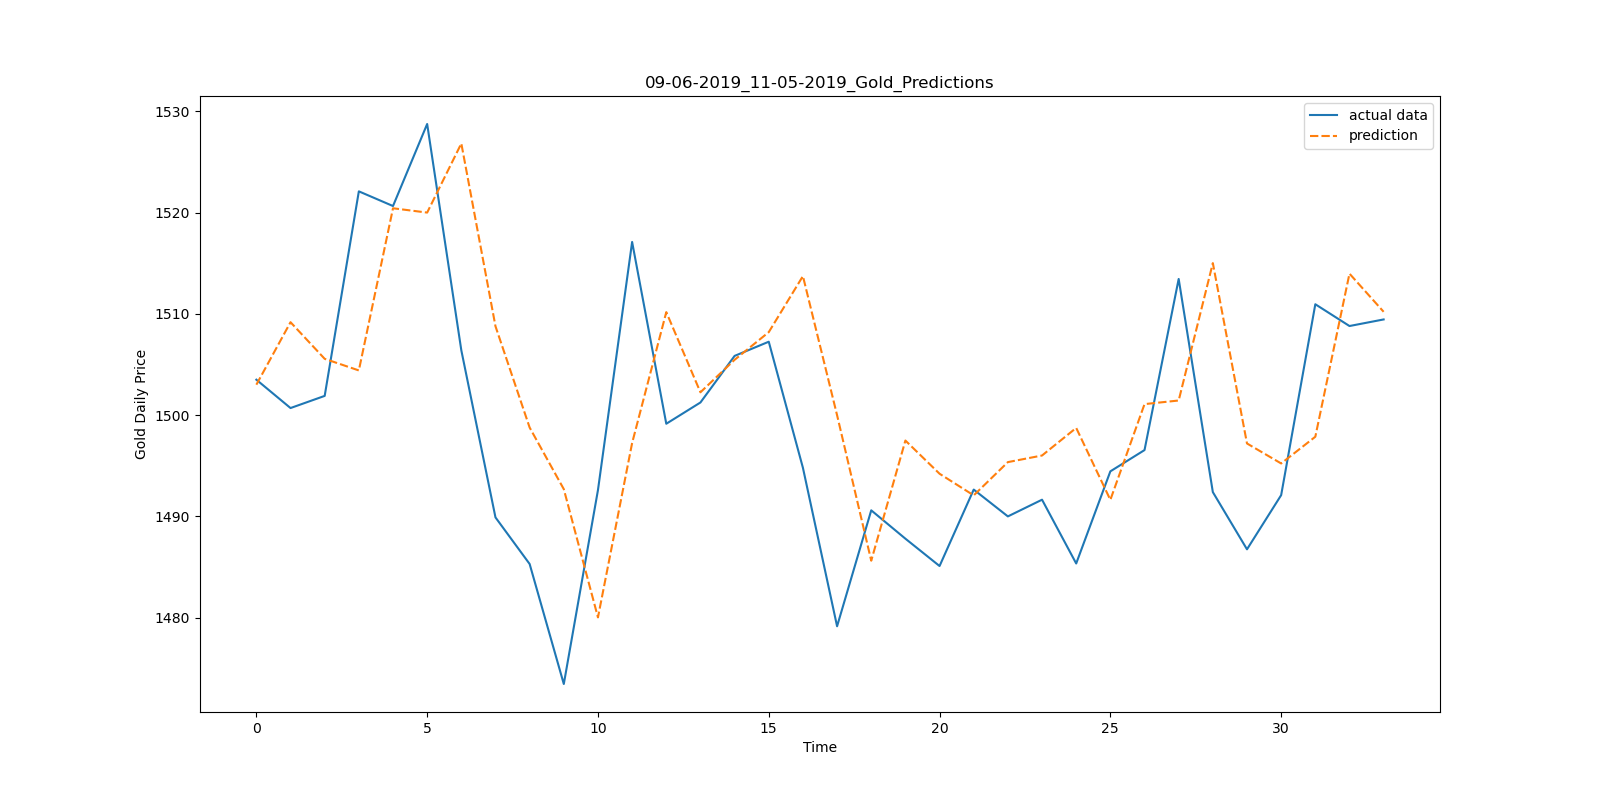 09-06-2019_11-05-2019_Gold_Predictions
actual data
prediction
Gold Daily Price
1530
1520
1510
1500
1490
1480
0 5 10 15 20 25 30
Time